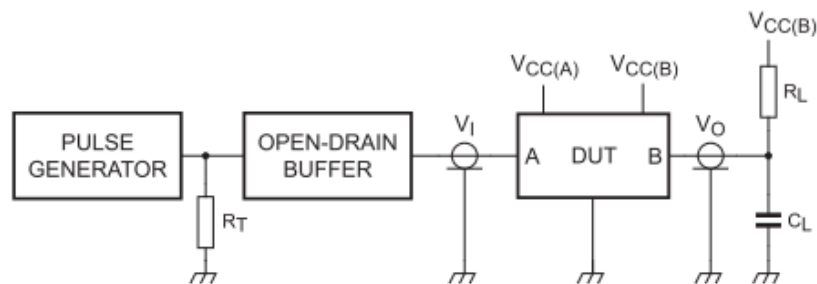 VCC(B)
VCC(A)
VCC(B)
RL
PULSE
GENERATOR
OPEN-DRAIN
BUFFER
VI
A
DUT
B
VO
RT
CL